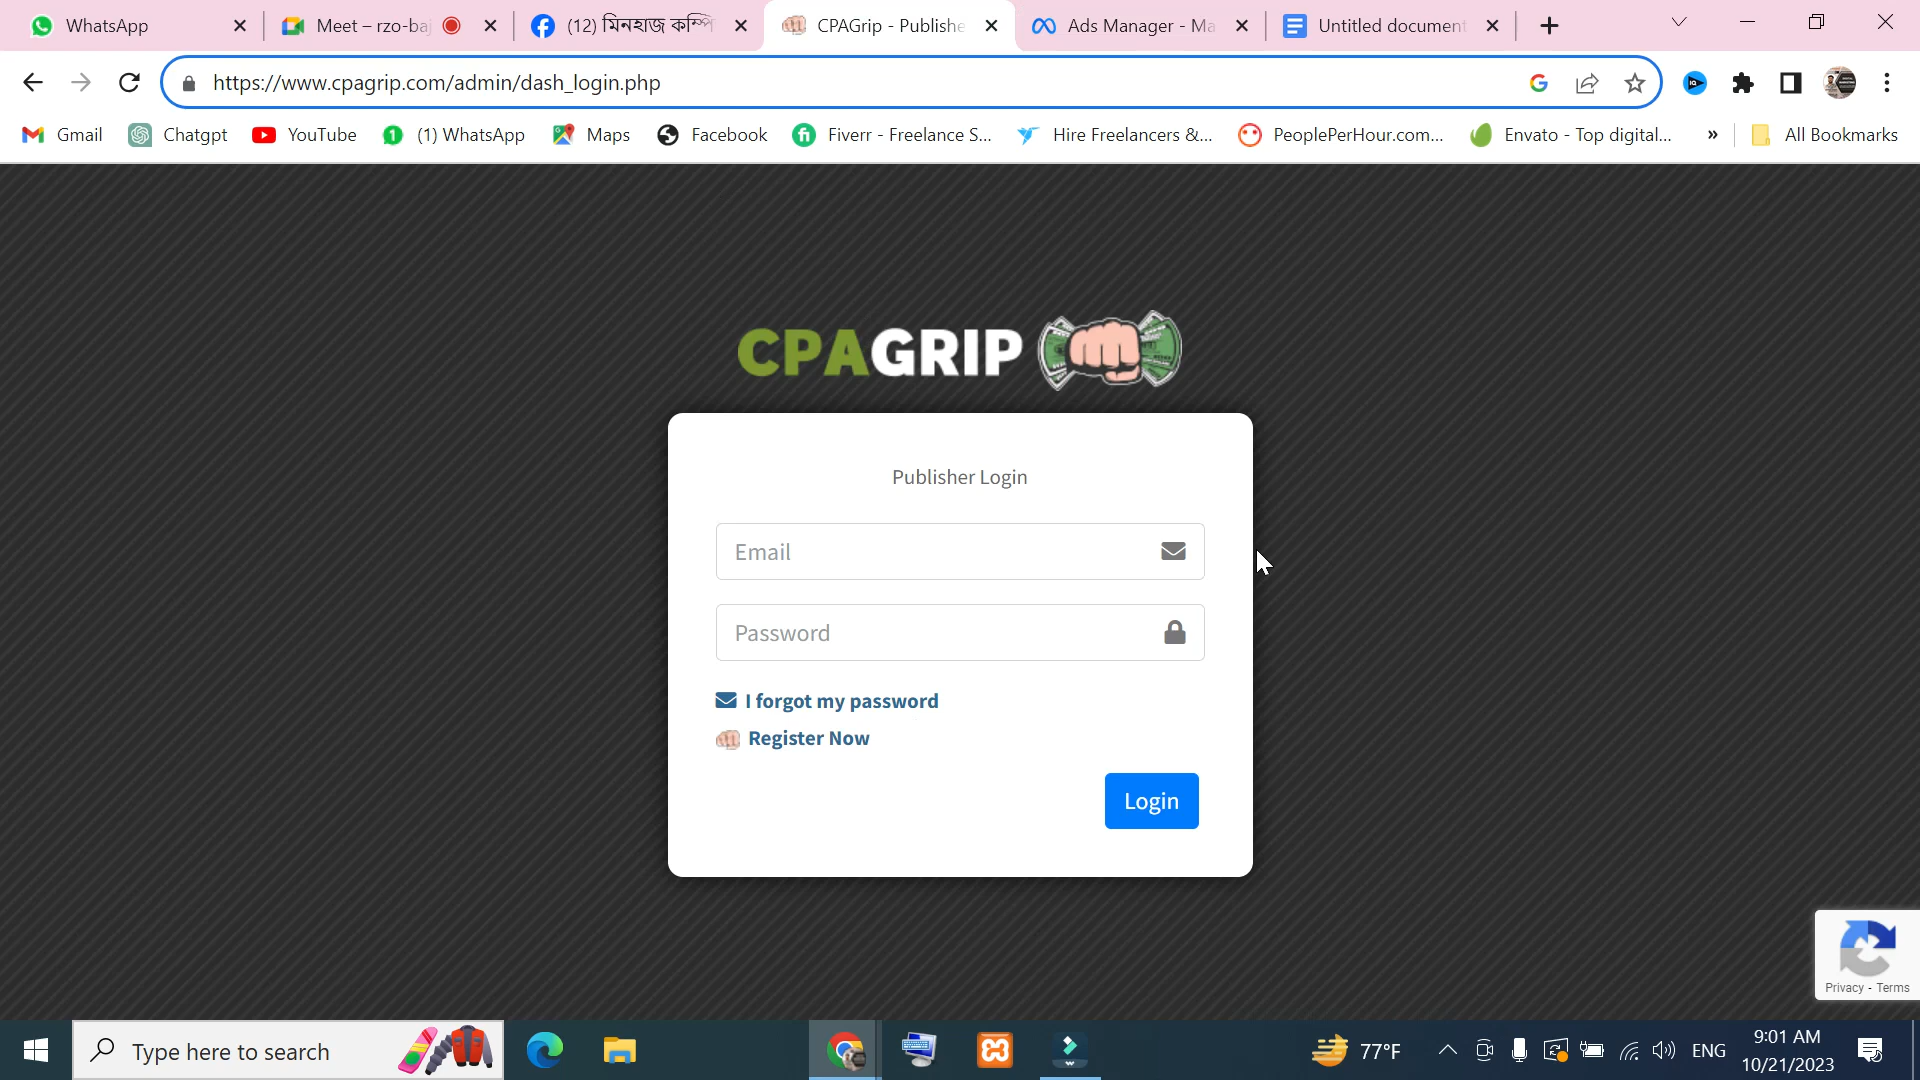 WhatsApp
Meet – rzo-baj
(12) মিনহাজ কম্পি
CPAGrip - Publishe
Ads Manager - Ma
Untitled document
https://www.cpagrip.com/admin/dash_login.php
Gmail
Chatgpt
YouTube
(1) WhatsApp
Maps
Facebook
Fiverr - Freelance S...
Hire Freelancers &...
PeoplePerHour.com...
Envato - Top digital...
»
All Bookmarks
CPAGRIP
Publisher Login
Email
Password
I forgot my password
Register Now
Login
Privacy - Terms
Type here to search
77°F
ENG
9:01 AM
10/21/2023